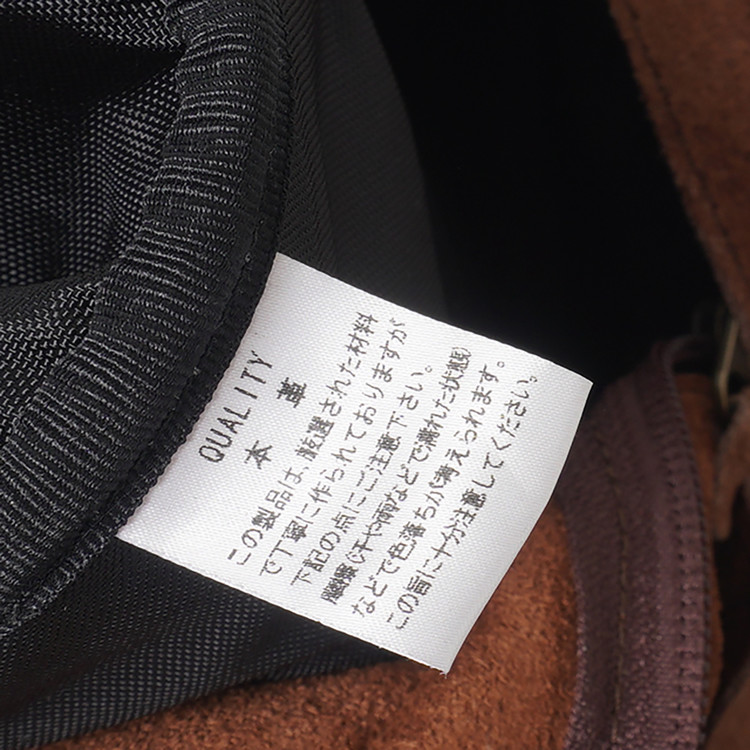 QUALITY
本 革
この製品は、厳選された材料
で丁寧に作られておりますが
下記の点にご注意下さい。
摩擦(汗や雨などで濡れた状態)
などで色落ちが考えられます。
この旨に十分注意してください。